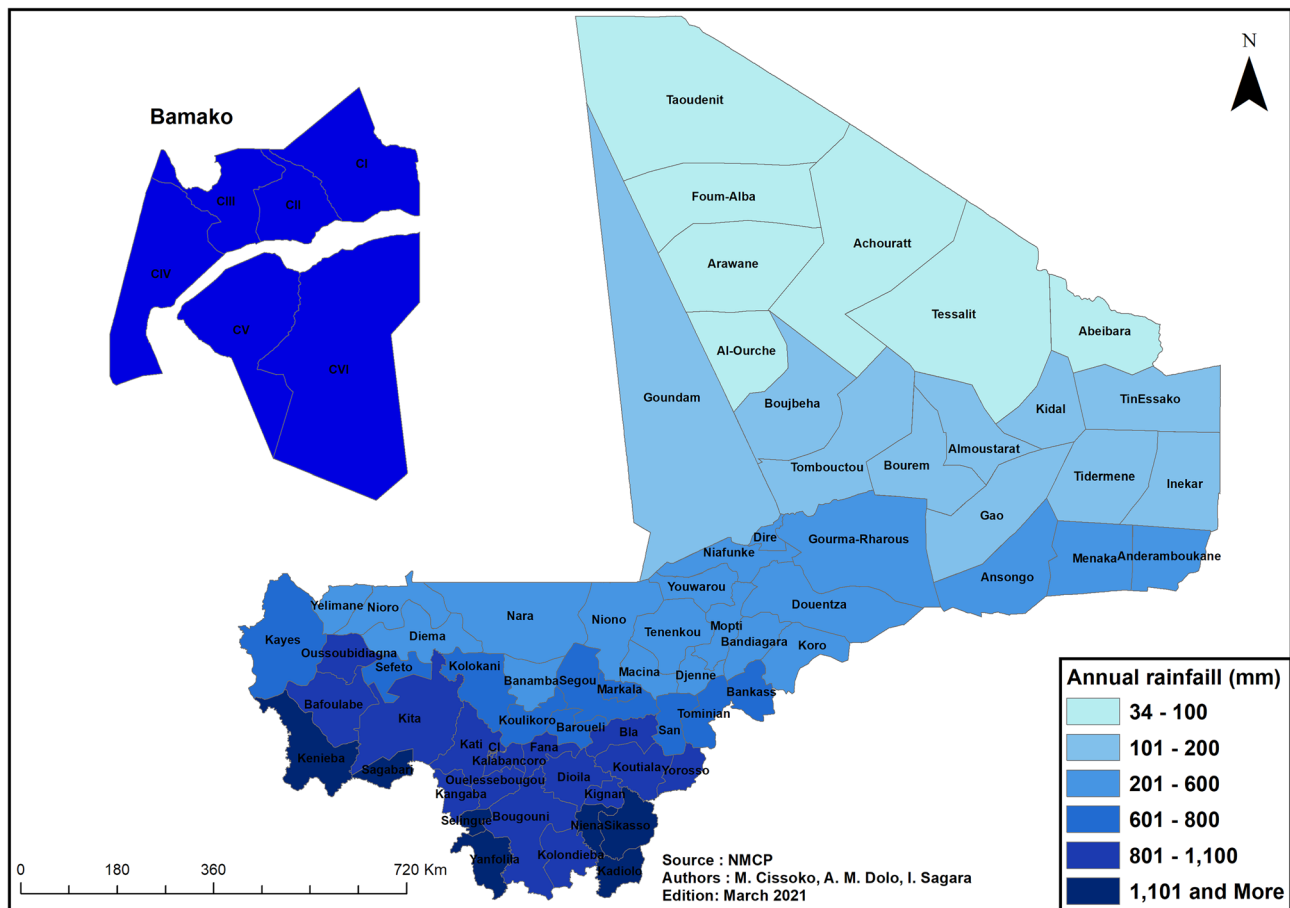 N
Bamako
CI
CII
CIII
CIV
CV
CVI
Taoudenit
Foum-Alba
Achouratt
Arawane
Tessalit
Abeibara
Al-Ourche
Goundam
Boujbeha
Kidal
TinEssako
Almoustarat
Tombouctou
Bourem
Tidermene
Inekar
Gao
Dire
Gourma-Rharous
Niafunke
Menaka
Anderamboukane
Ansongo
Youwarou
Douentza
Yelimane
Nioro
Nara
Niono
Mopti
Tenenkou
Bandiagara
Koro
Kayes
Diema
Oussoubidiagna
Sefeto
Kolokani
Banamba
Segou
Macina
Djenne
Markala
Bankass
Bafoulabe
Kita
Koulikoro
Baroueli
Tominian
San
Bla
Kati
CI
Fana
Kalabancoro
Kenieba
Sagabari
Ouelessebougou
Dioila
Koutiala
Yorosso
Kangaba
Kignan
Selingue
Bougouni
Niena
Sikasso
Yanfolila
Kolondieba
Kadiolo
0 180 360 720 Km
Source : NMCP
Authors : M. Cissoko, A. M. Dolo, I. Sagara
Edition: March 2021
Annual rainfaill (mm)
34 - 100
101 - 200
201 - 600
601 - 800
801 - 1,100
1,101 and More